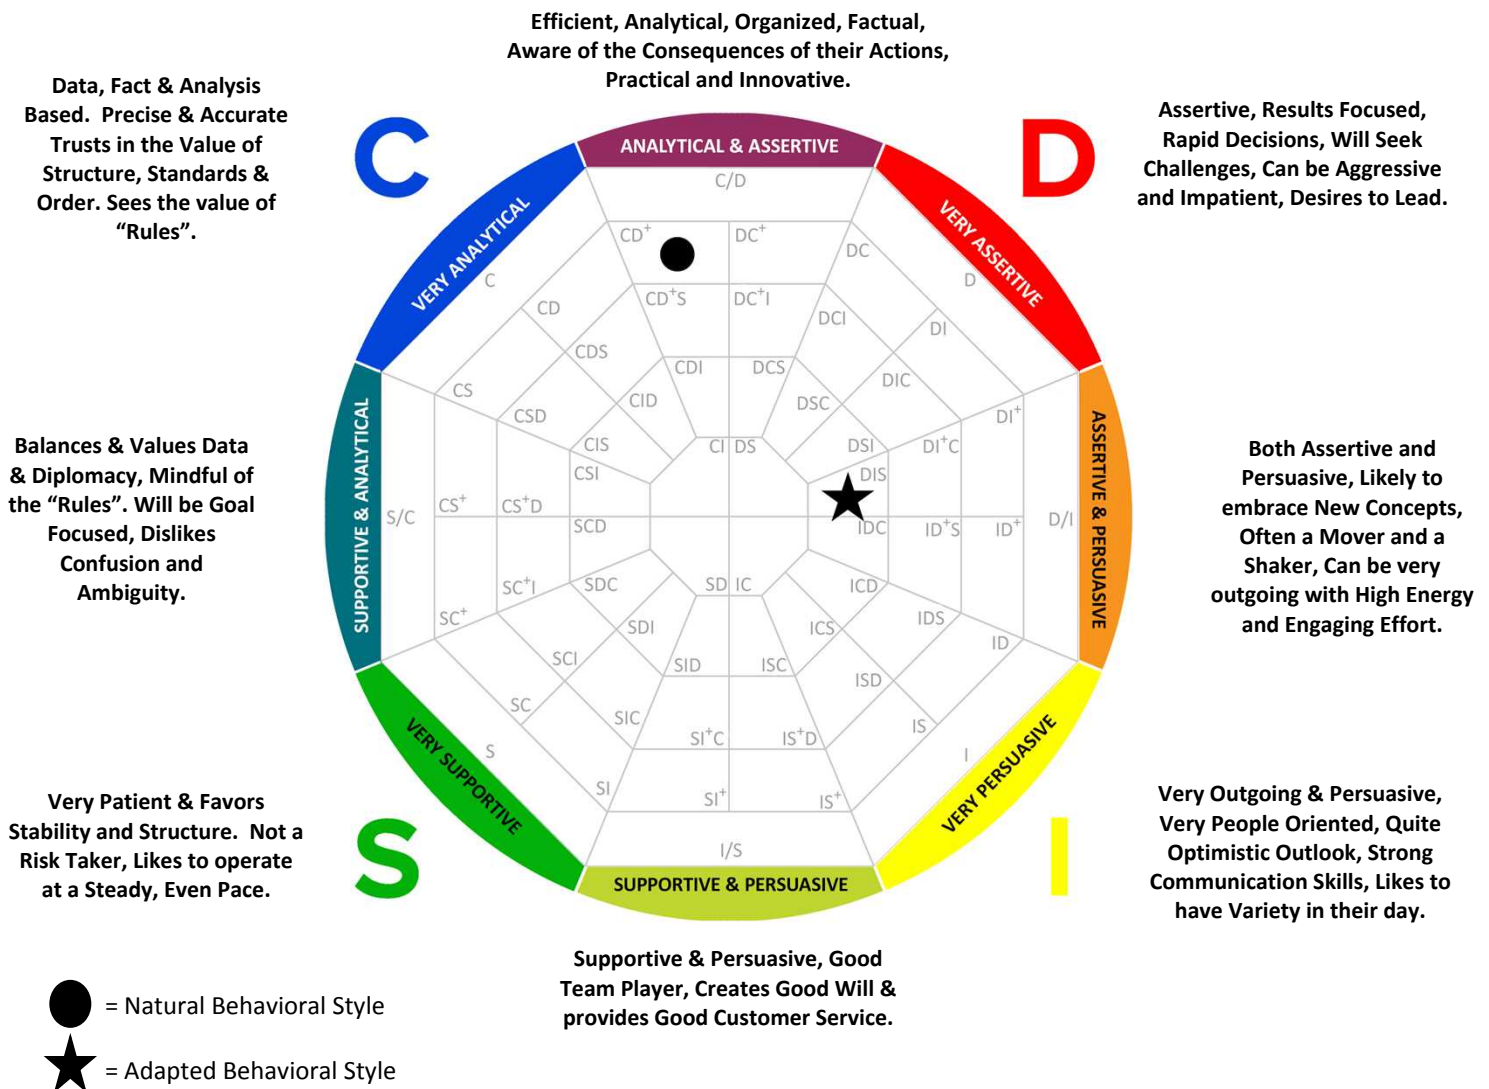 Efficient, Analytical, Organized, Factual,
Aware of the Consequences of their Actions,
Practical and Innovative.
Data, Fact & Analysis
Based.  Precise & Accurate
Trusts in the Value of
Structure, Standards &
Order. Sees the value of
“Rules”.
C
D
Assertive, Results Focused,
Rapid Decisions, Will Seek
Challenges, Can be Aggressive
and Impatient, Desires to Lead.
ANALYTICAL & ASSERTIVE
VERY ANALYTICAL
VERY ASSERTIVE
C/D
CD+
DC+
DC
C
D
CD+S
DC+I
CD
DCI
DI
CDS
CDI
DCS
DIC
CS
CID
DSC
CSD
DI+
CIS
CI
DS
DSI
DI+C
CSI
DIS
SUPPORTIVE & ANALYTICAL
ASSERTIVE & PERSUASIVE
Balances & Values Data
& Diplomacy, Mindful of
the “Rules”. Will be Goal
Focused, Dislikes
Confusion and
Ambiguity.
Both Assertive and
Persuasive, Likely to
embrace New Concepts,
Often a Mover and a
Shaker, Can be very
outgoing with High Energy
and Engaging Effort.
S/C
CS+
CS+D
SCD
IDC
ID+S
ID+
D/I
SC+I
SDC
SD
IC
ICD
SC+
SDI
ICS
IDS
ID
SCI
SID
ISC
ISD
SC
SIC
IS
S
SI+C
IS+D
I
SI
SI+
IS+
VERY SUPPORTIVE
VERY PERSUASIVE
I/S
SUPPORTIVE & PERSUASIVE
Very Patient & Favors
Stability and Structure.  Not a
Risk Taker, Likes to operate
at a Steady, Even Pace.
S
I
Very Outgoing & Persuasive,
Very People Oriented, Quite
Optimistic Outlook, Strong
Communication Skills, Likes to
have Variety in their day.
Supportive & Persuasive, Good
Team Player, Creates Good Will &
provides Good Customer Service.
= Natural Behavioral Style
= Adapted Behavioral Style